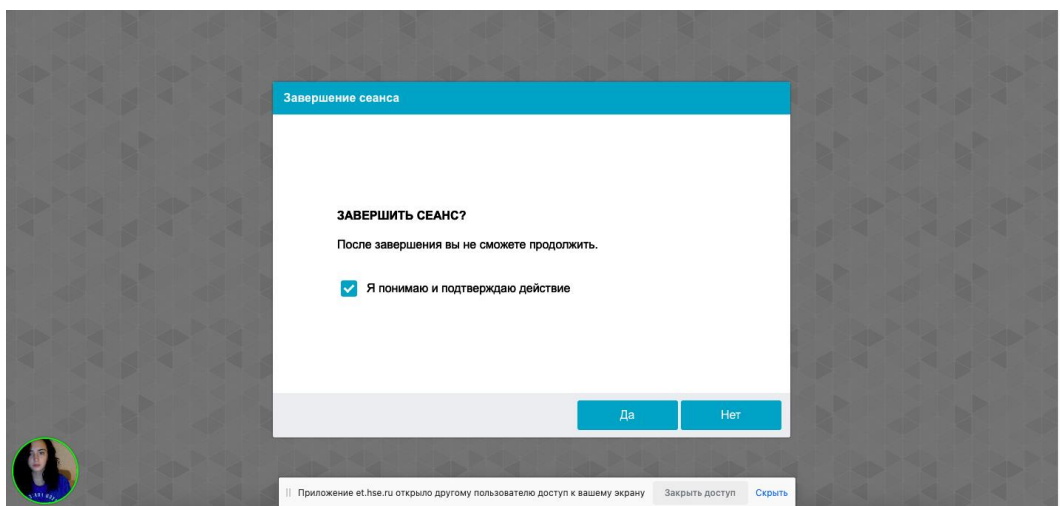 Завершение сеанса
ЗАВЕРШИТЬ СЕАНС?
После завершения вы не сможете продолжить.
Я понимаю и подтверждаю действие
Да Нет
Приложение et.hse.ru открыло другому пользователю доступ к вашему экрану Закрыть доступ Скрыть